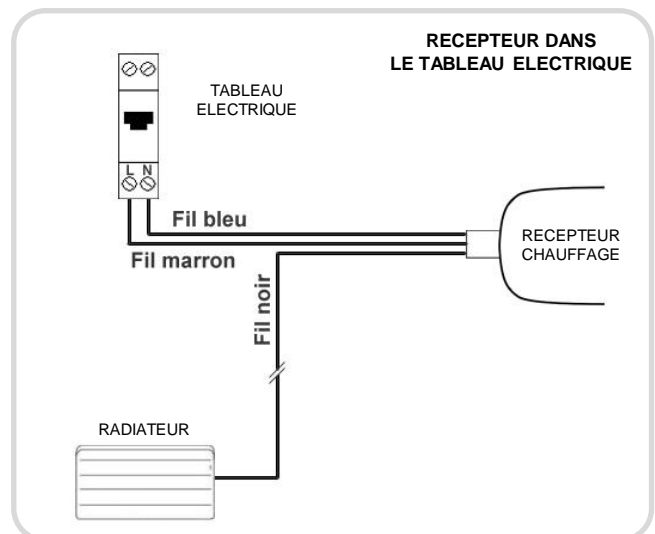 RECEPTEUR DANS
LE TABLEAU ELECTRIQUE
TABLEAU
ELECTRIQUE
L N
Fil bleu
Fil marron
RECEPTEUR
CHAUFFAGE
Fil noir
RADIATEUR